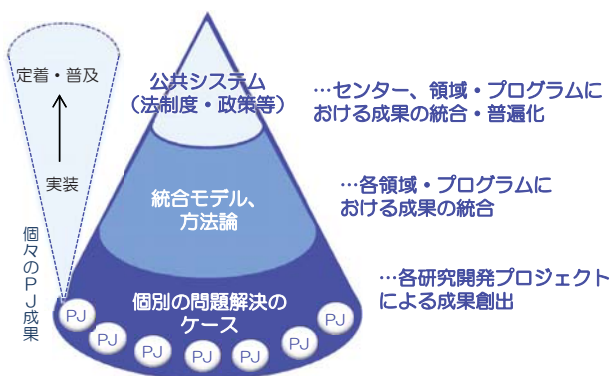 定着・普及
実装
個々のPJ成果
公共システム
（法制度・政策等）
…センター、領域・プログラムに
おける成果の統合・普遍化
統合モデル、
方法論
…各領域・プログラムに
おける成果の統合
個別の問題解決の
ケース
…各研究開発プロジェクト
による成果創出
PJ
PJ
PJ
PJ
PJ
PJ
PJ